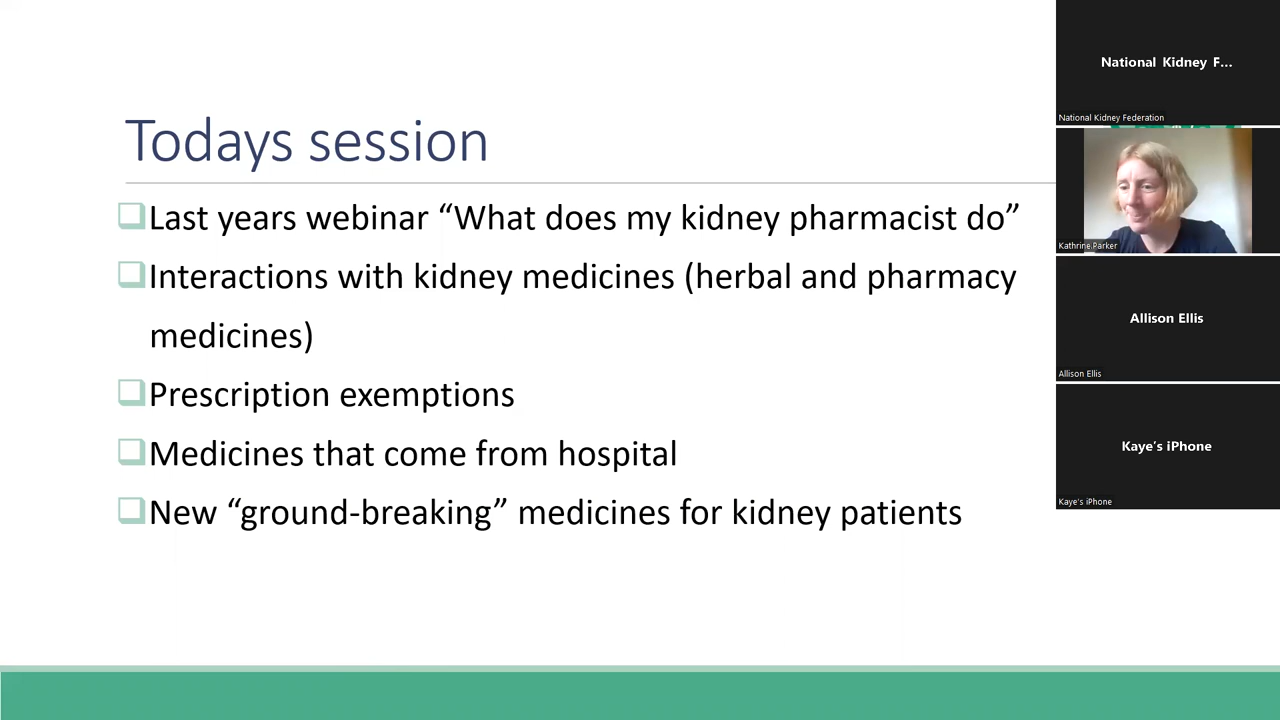 Todays session
Last years webinar “What does my kidney pharmacist do”
Interactions with kidney medicines (herbal and pharmacy
medicines)
Prescription exemptions
Medicines that come from hospital
New “ground-breaking” medicines for kidney patients
National Kidney F...
National Kidney Federation
Kathrine.Parker
Allison Ellis
Allison Ellis
Kaye’s iPhone
Kaye's iPhone